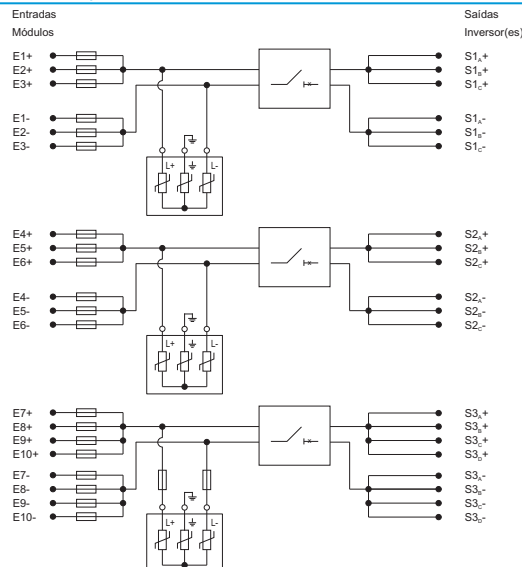 Entradas
Saídas
Módulos
Inversor(es)
E1+
S1A+
E2+
S1B+
E3+
S1C+
E1-
S1A-
E2-
S1B-
E3-
S1C-
L+
L-
E4+
S2A+
E5+
S2B+
E6+
S2C+
E4-
S2A-
E5-
S2B-
E6-
S2C-
L+
L-
E7+
S3A+
E8+
S3B+
E9+
S3C+
E10+
S3D+
E7-
S3A-
E8-
S3B-
E9-
S3C-
E10-
S3D-
L+
L-